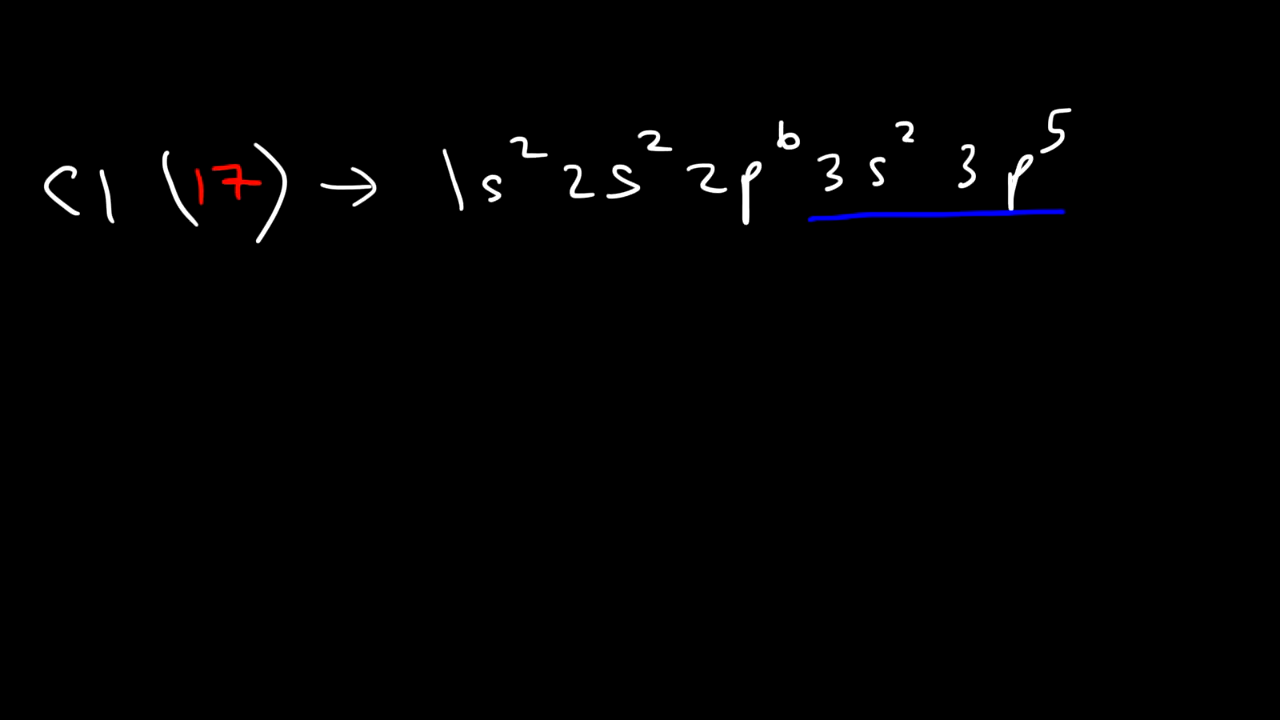 Cl (17) → 1s² 2s² 2p⁶ 3s² 3p⁵